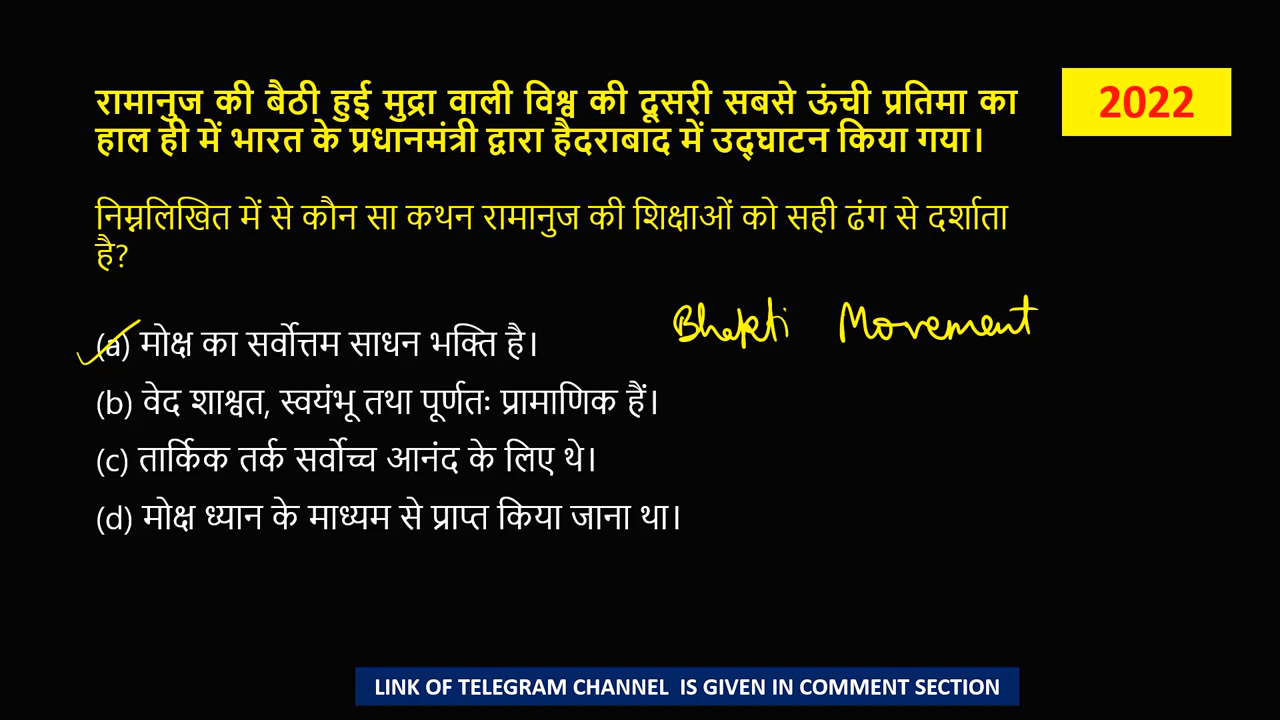 रामानुज की बैठी हुई मुद्रा वाली विश्व की दूसरी सबसे ऊंची प्रतिमा का
2022
हाल ही में भारत के प्रधानमंत्री द्वारा हैदराबाद में उद्घाटन किया गया।
निम्नलिखित में से कौन सा कथन रामानुज की शिक्षाओं को सही ढंग से दर्शाता
है?
(a) मोक्ष का सर्वोत्तम साधन भक्ति है।
Bhakti Movement
(b) वेद शाश्वत, स्वयंभू तथा पूर्णतः प्रामाणिक हैं।
(c) तार्किक तर्क सर्वोच्च आनंद के लिए थे।
(d) मोक्ष ध्यान के माध्यम से प्राप्त किया जाना था।
LINK OF TELEGRAM CHANNEL IS GIVEN IN COMMENT SECTION